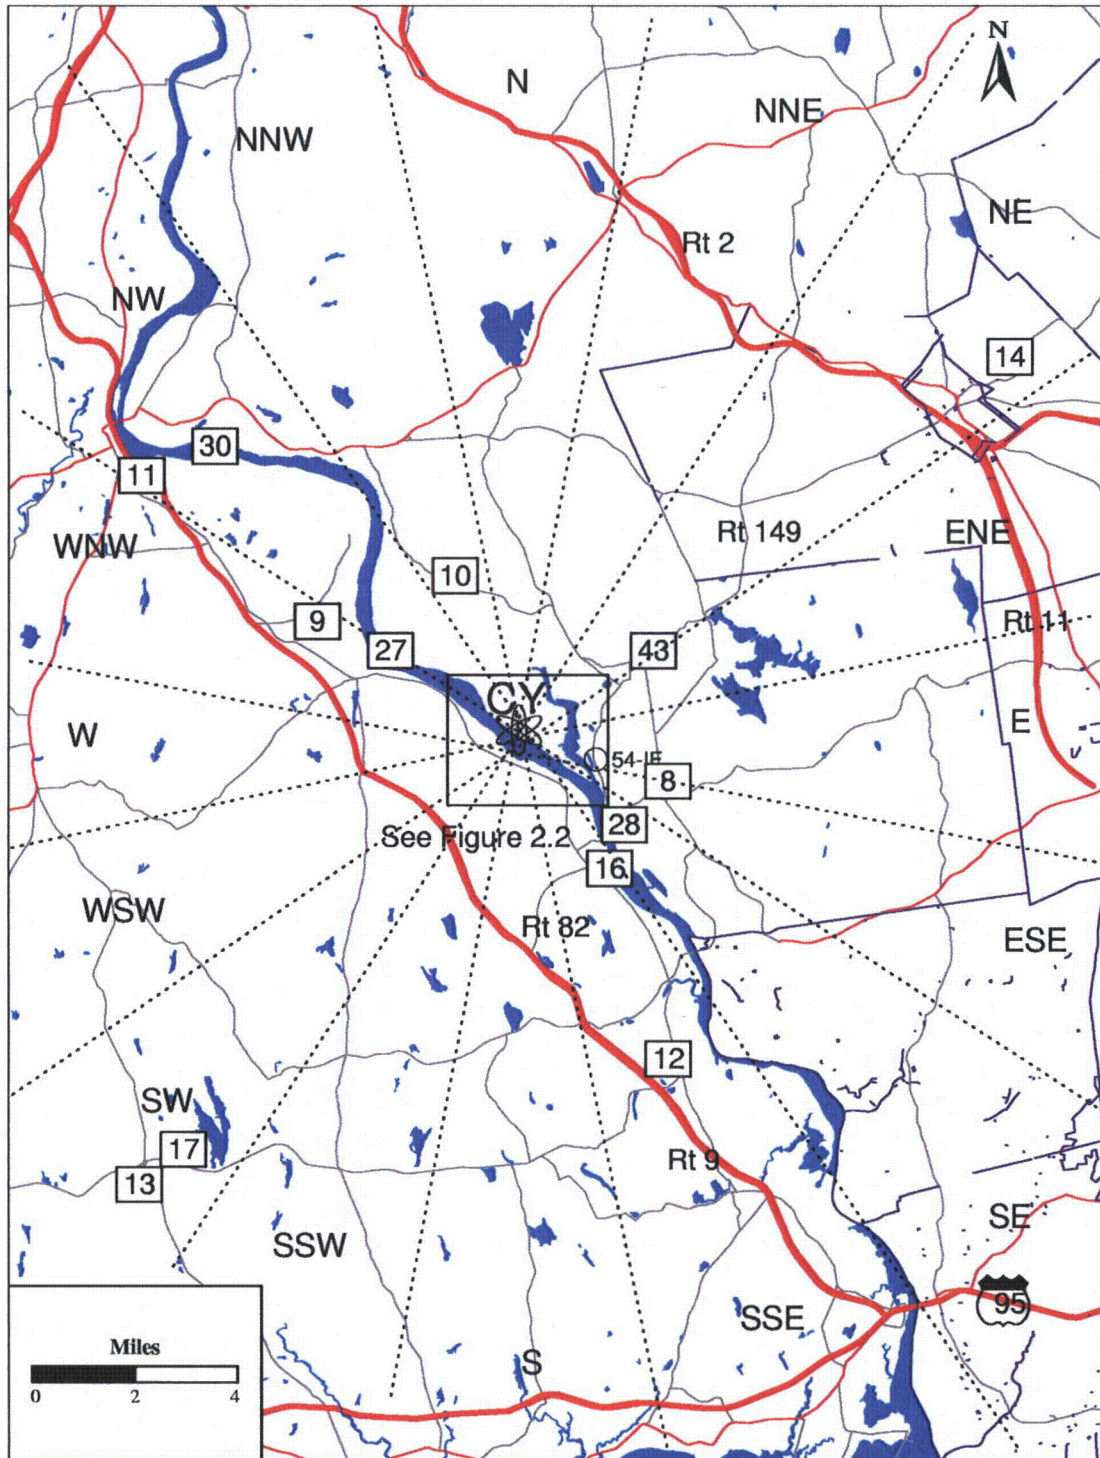 N
N
NNW
NNE
NE
Rt 2
NW
14
30
11
WNW
Rt 149
ENE
10
9
Rt 11
27
43
CY
W
E
54-IF
8
28
See Figure 2.2
16
WSW
Rt 82
ESE
12
SW
17
Rt 9
13
SE
SSW
95
SSE
Miles
S
0 2 4